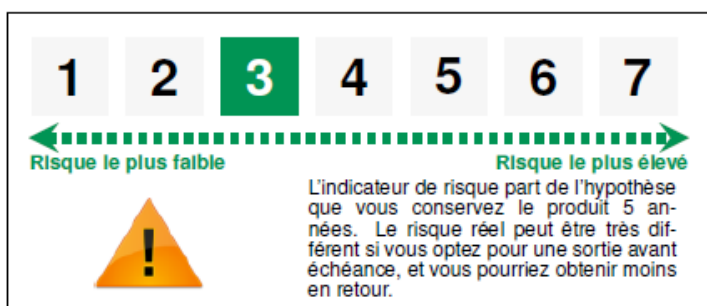 1 2 3 4 5 6 7
Risque le plus faible Risque le plus élevé
L'indicateur de risque part de l'hypothèse
que vous conservez le produit 5 an-
nées. Le risque réel peut être très dif-
férent si vous optez pour une sortie avant
échéance, et vous pourriez obtenir moins
en retour.